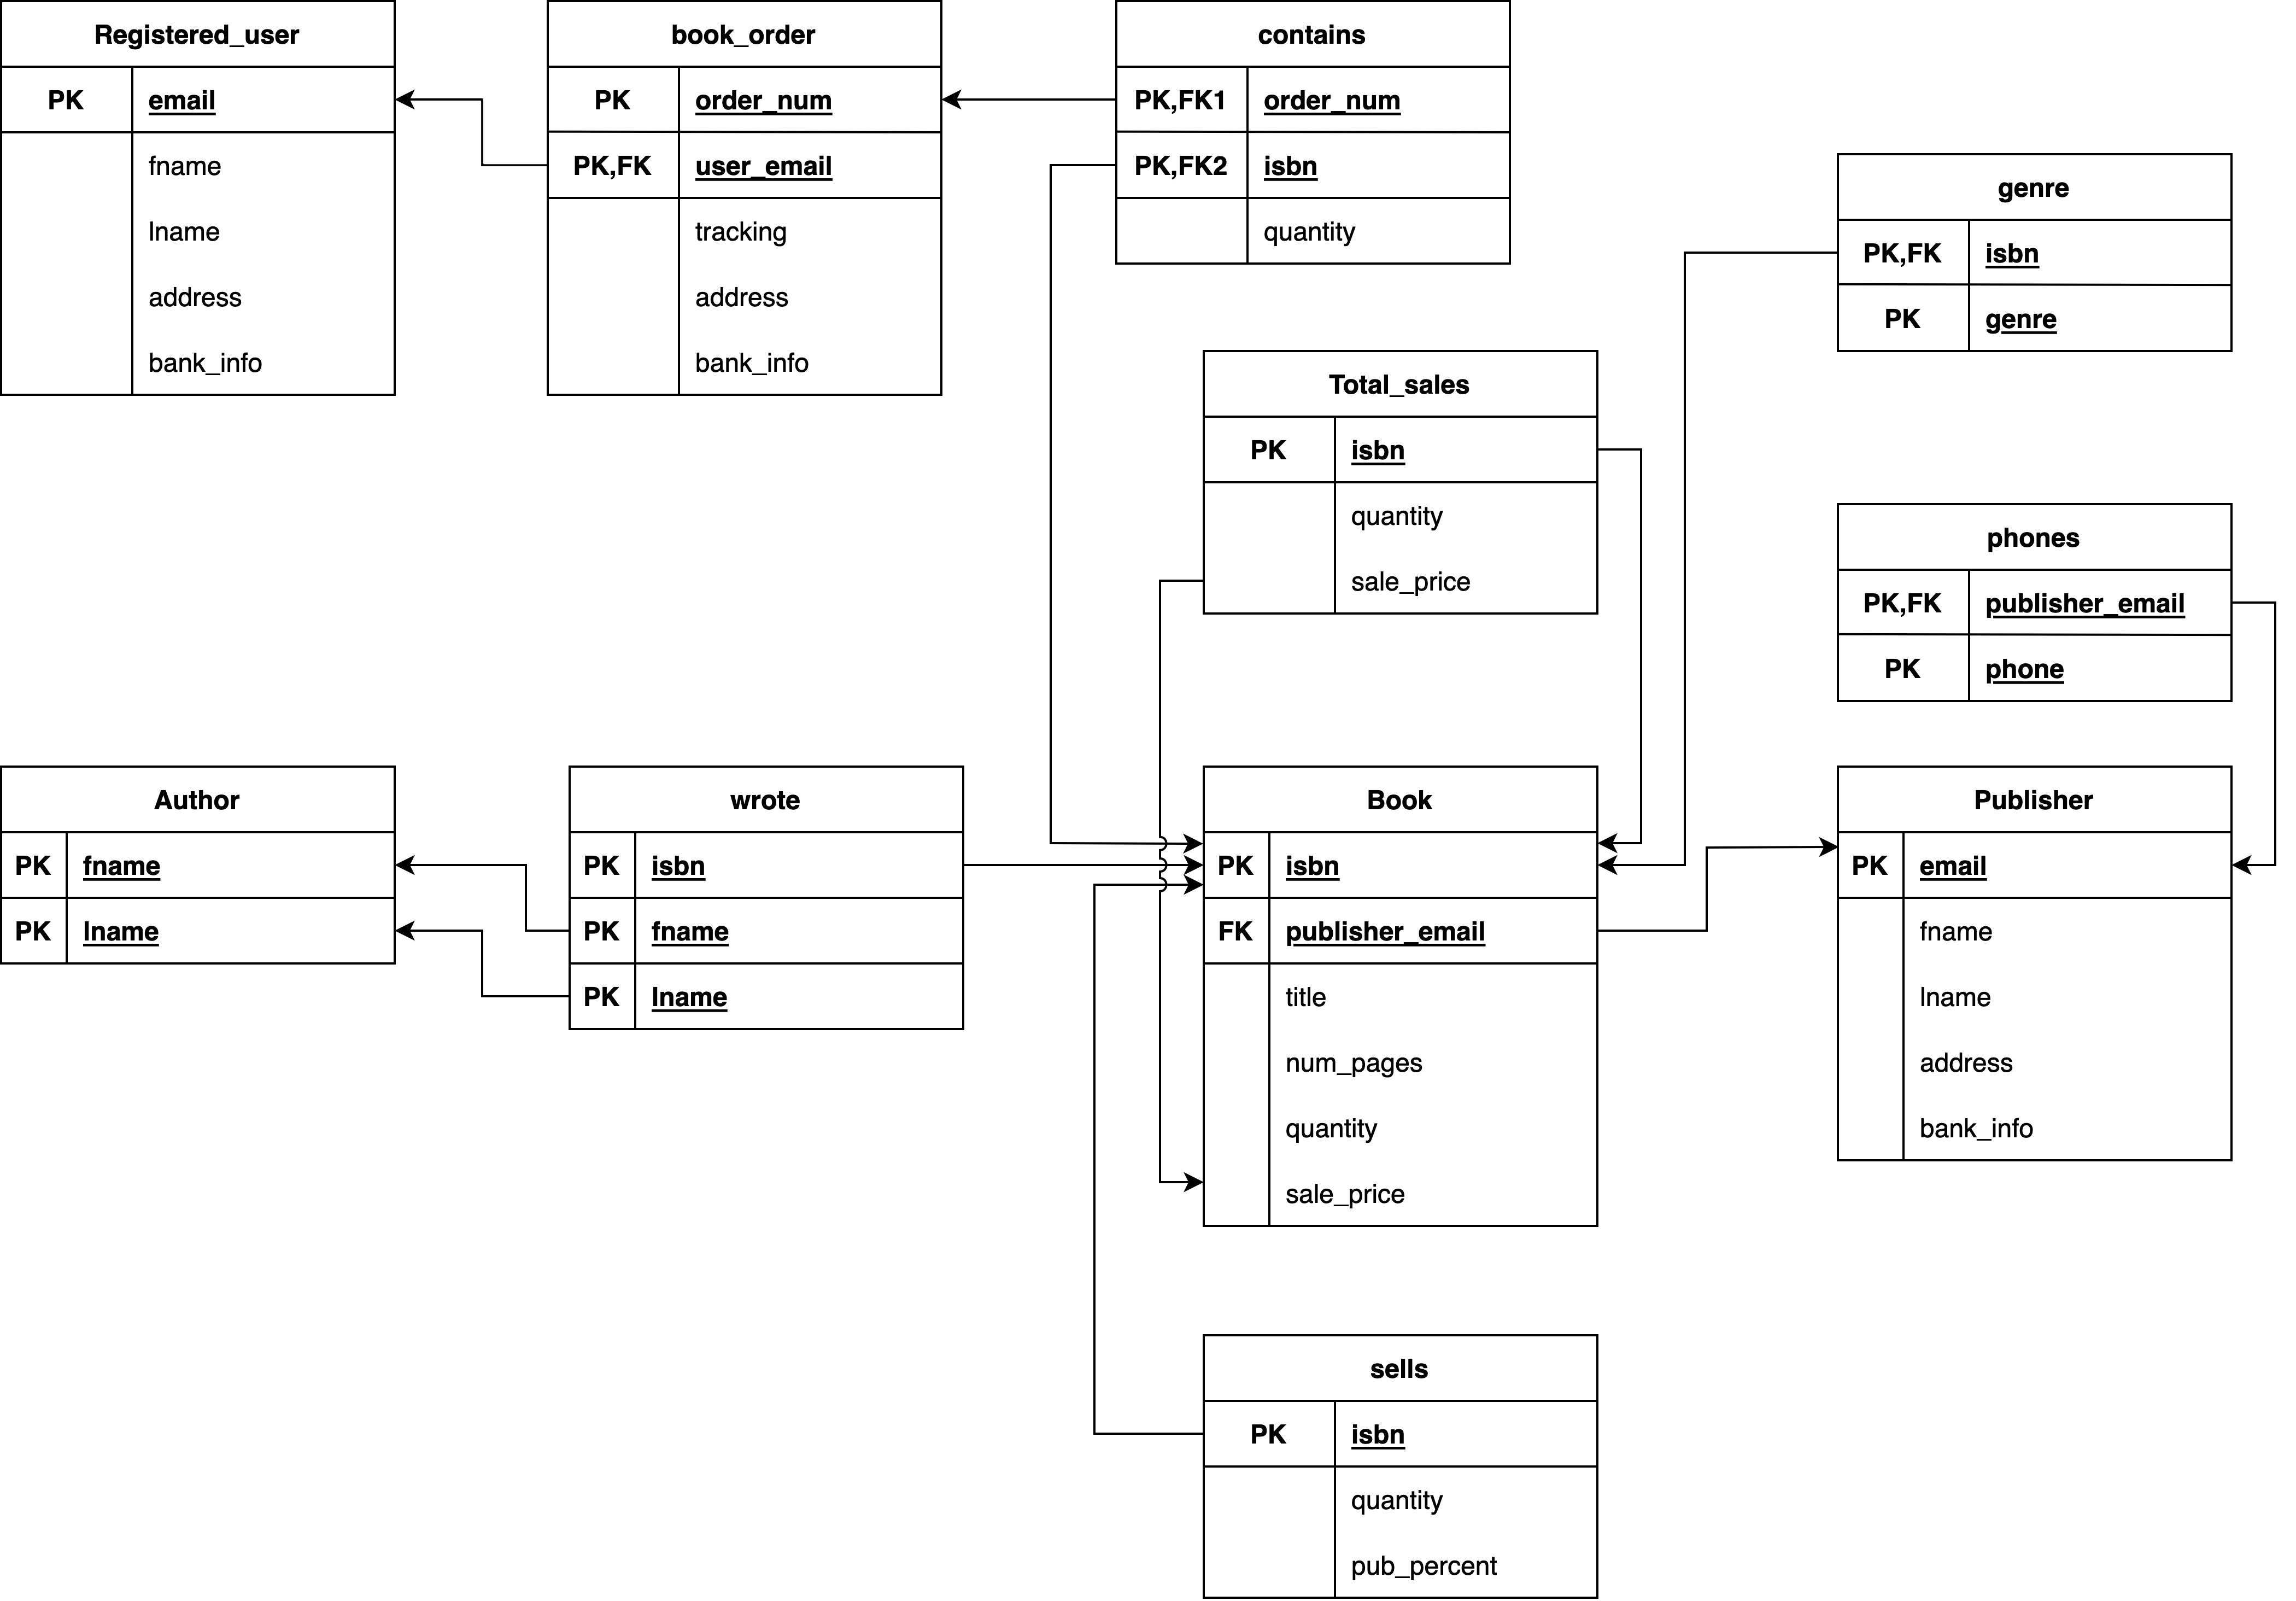 Registered_user
PK email
fname
lname
address
bank_info
book_order
PK order_num
PK,FK user_email
tracking
address
bank_info
contains
PK,FK1 order_num
PK,FK2 isbn
quantity
genre
PK,FK isbn
PK genre
Total_sales
PK isbn
quantity
sale_price
phones
PK,FK publisher_email
PK phone
Author
PK fname
PK lname
wrote
PK isbn
PK fname
PK lname
Book
PK isbn
FK publisher_email
title
num_pages
quantity
sale_price
Publisher
PK email
fname
lname
address
bank_info
sells
PK isbn
quantity
pub_percent